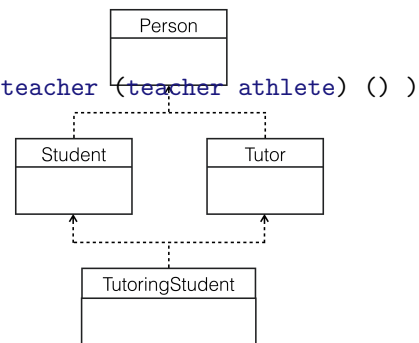 Person
teacher (teacher athlete) () )
Student
Tutor
TutoringStudent